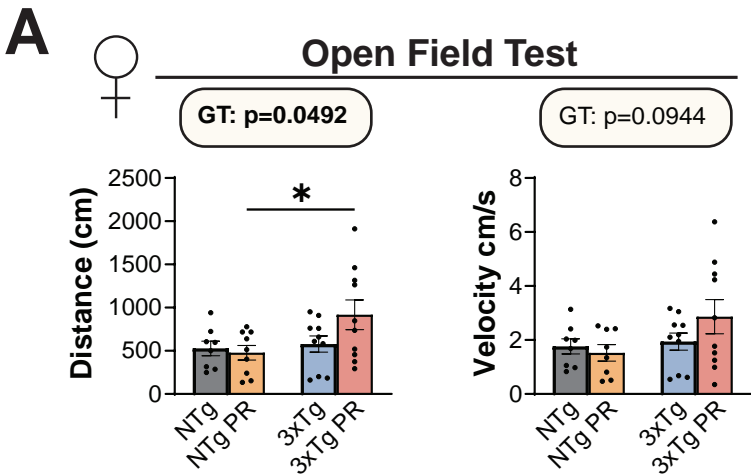 A
♀
Open Field Test
GT: p=0.0492
GT: p=0.0944
Distance (cm)
2500
2000
1500
1000
500
0
*
NTg
NTg PR
3xTg
3xTg PR
Velocity cm/s
8
6
4
2
0
NTg
NTg PR
3xTg
3xTg PR